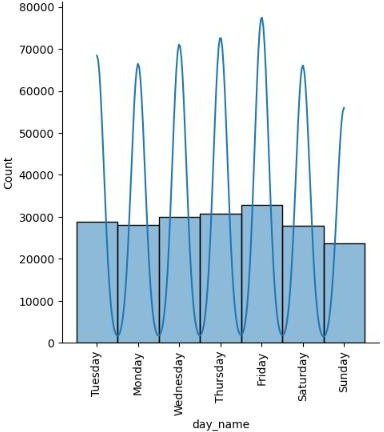 80000
70000
60000
50000
40000
30000
20000
10000
0
Count
Tuesday
Monday
Wednesday
Thursday
Friday
Saturday
Sunday
day_name